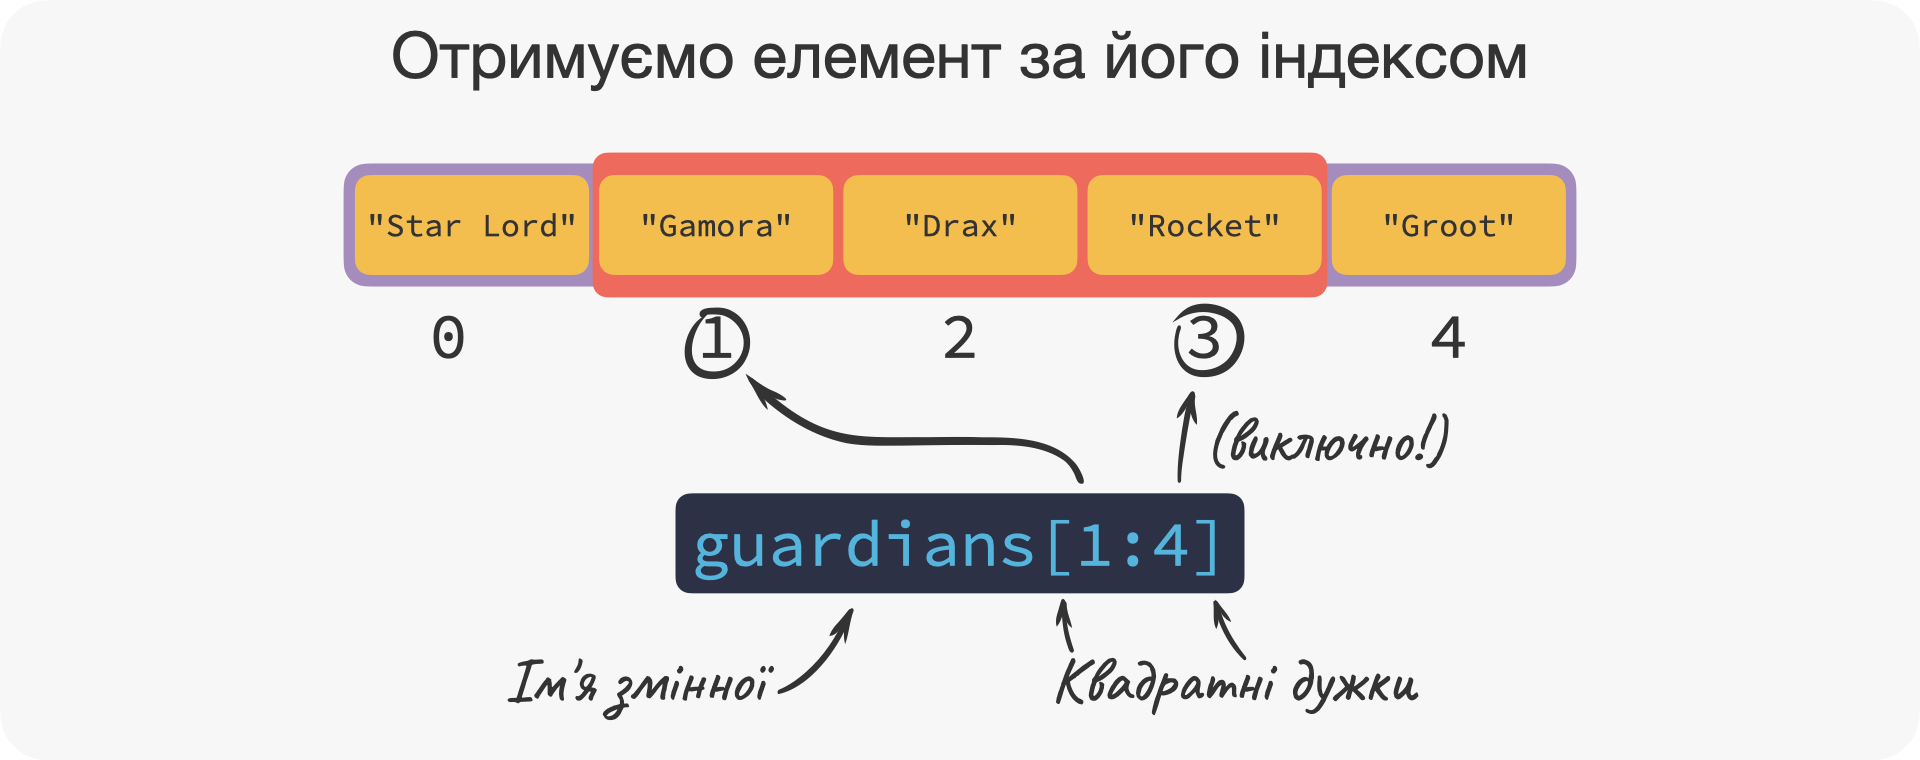 Отримуємо елемент за його індексом
"Star Lord" "Gamora" "Drax" "Rocket" "Groot"
0 1 2 3 4
(виключно!)
guardians[1:4]
Ім'я змінної Квадратні дужки